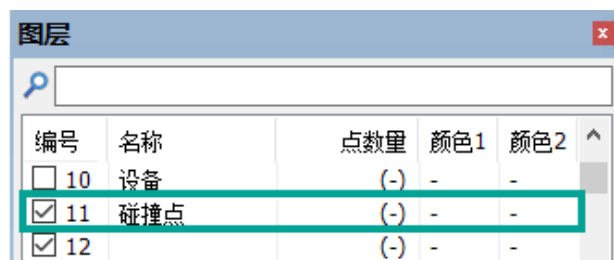 图层
编号 名称 点数量 颜色1 颜色2
10 设备 (-) - -
11 碰撞点 (-) - -
12 (-) - -